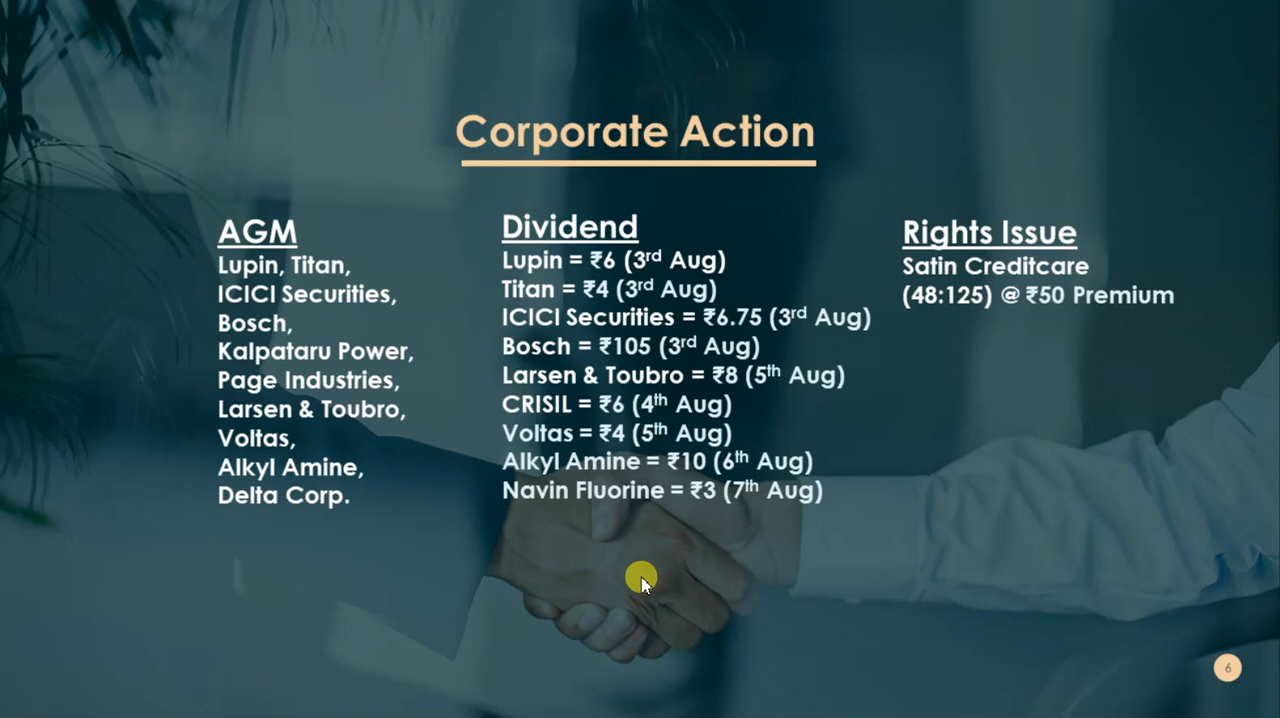 Corporate Action
AGM
Lupin, Titan,
ICICI Securities,
Bosch,
Kalpataru Power,
Page Industries,
Larsen & Toubro,
Voltas,
Alkyl Amine,
Delta Corp.
Dividend
Lupin = ₹6 (3rd Aug)
Titan = ₹4 (3rd Aug)
ICICI Securities = ₹6.75 (3rd Aug)
Bosch = ₹105 (3rd Aug)
Larsen & Toubro = ₹8 (5th Aug)
CRISIL = ₹6 (4th Aug)
Voltas = ₹4 (5th Aug)
Alkyl Amine = ₹10 (6th Aug)
Navin Fluorine = ₹3 (7th Aug)
Rights Issue
Satin Creditcare
(48:125) @ ₹50 Premium
6